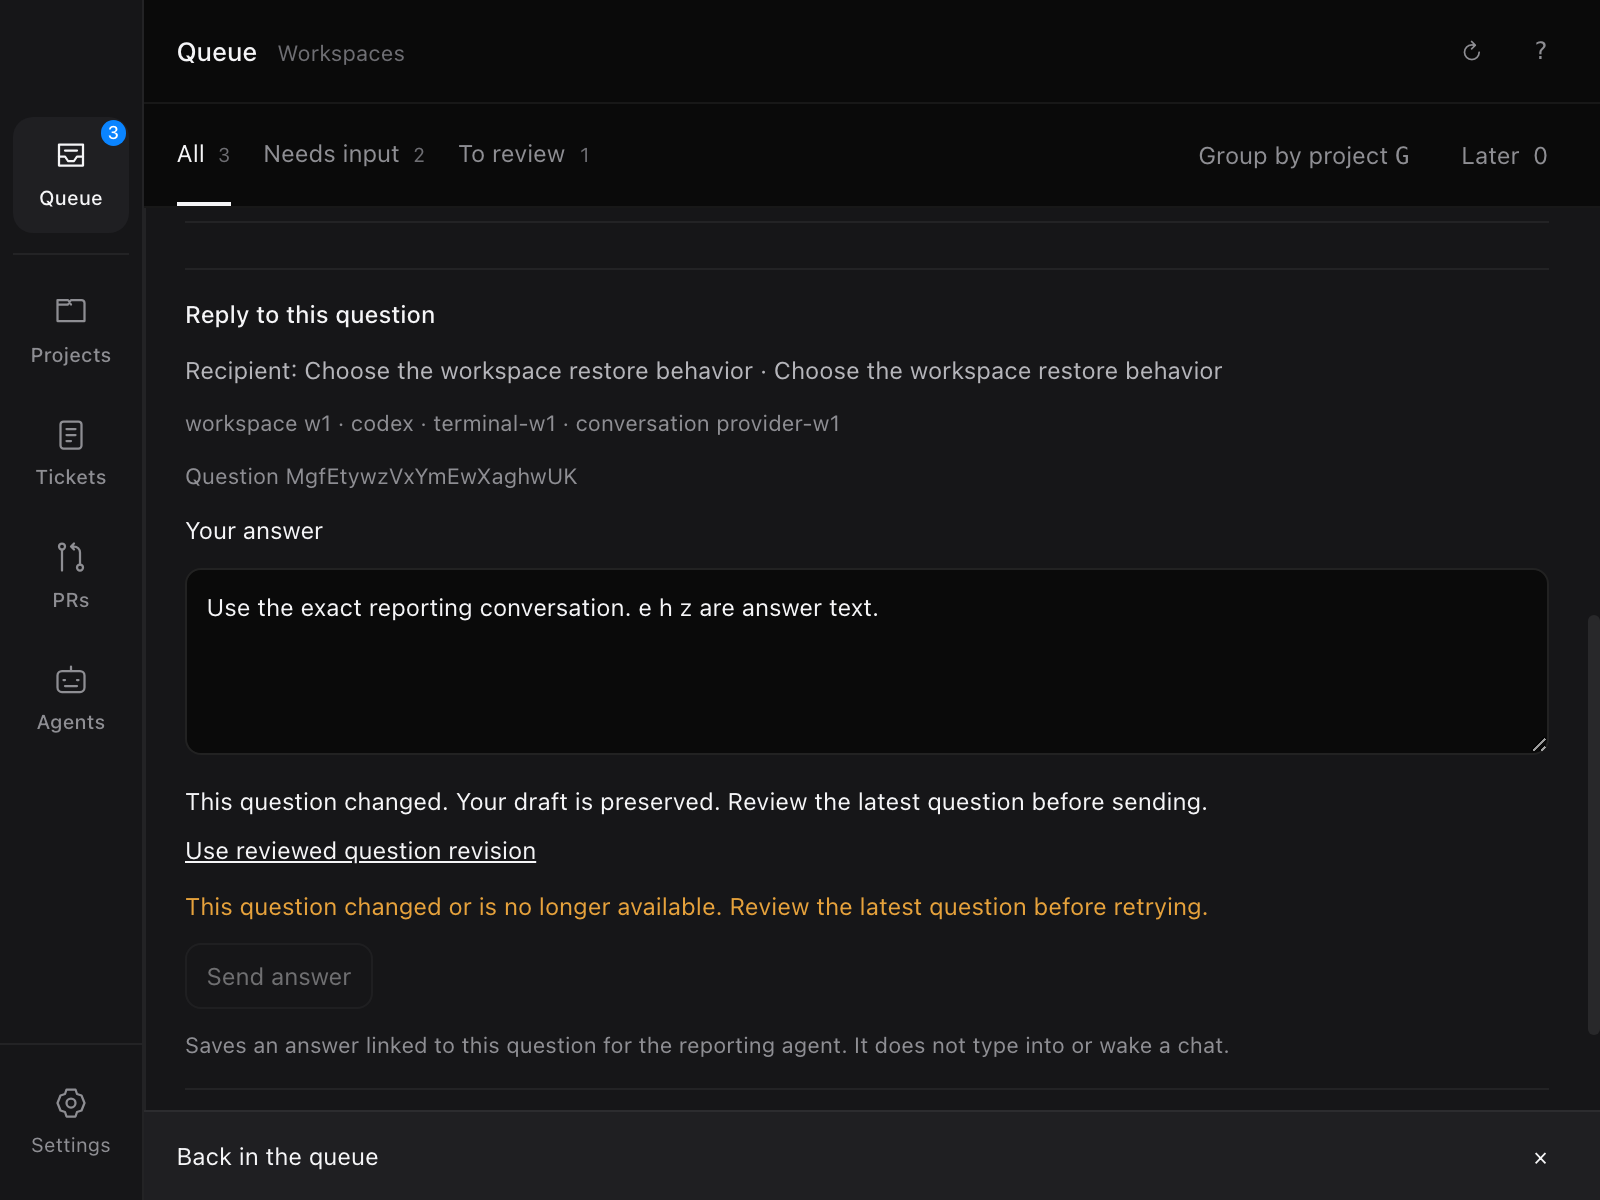 Queue Workspaces ?
3
Queue
All 3 Needs input 2 To review 1 Group by project G Later 0
Projects
Tickets
PRs
Agents
Settings
Reply to this question
Recipient: Choose the workspace restore behavior · Choose the workspace restore behavior
workspace w1 · codex · terminal-w1 · conversation provider-w1
Question MgfEtywzVxYmEwXaghwUK
Your answer
Use the exact reporting conversation. e h z are answer text.
This question changed. Your draft is preserved. Review the latest question before sending.
Use reviewed question revision
This question changed or is no longer available. Review the latest question before retrying.
Send answer
Saves an answer linked to this question for the reporting agent. It does not type into or wake a chat.
Back in the queue ×